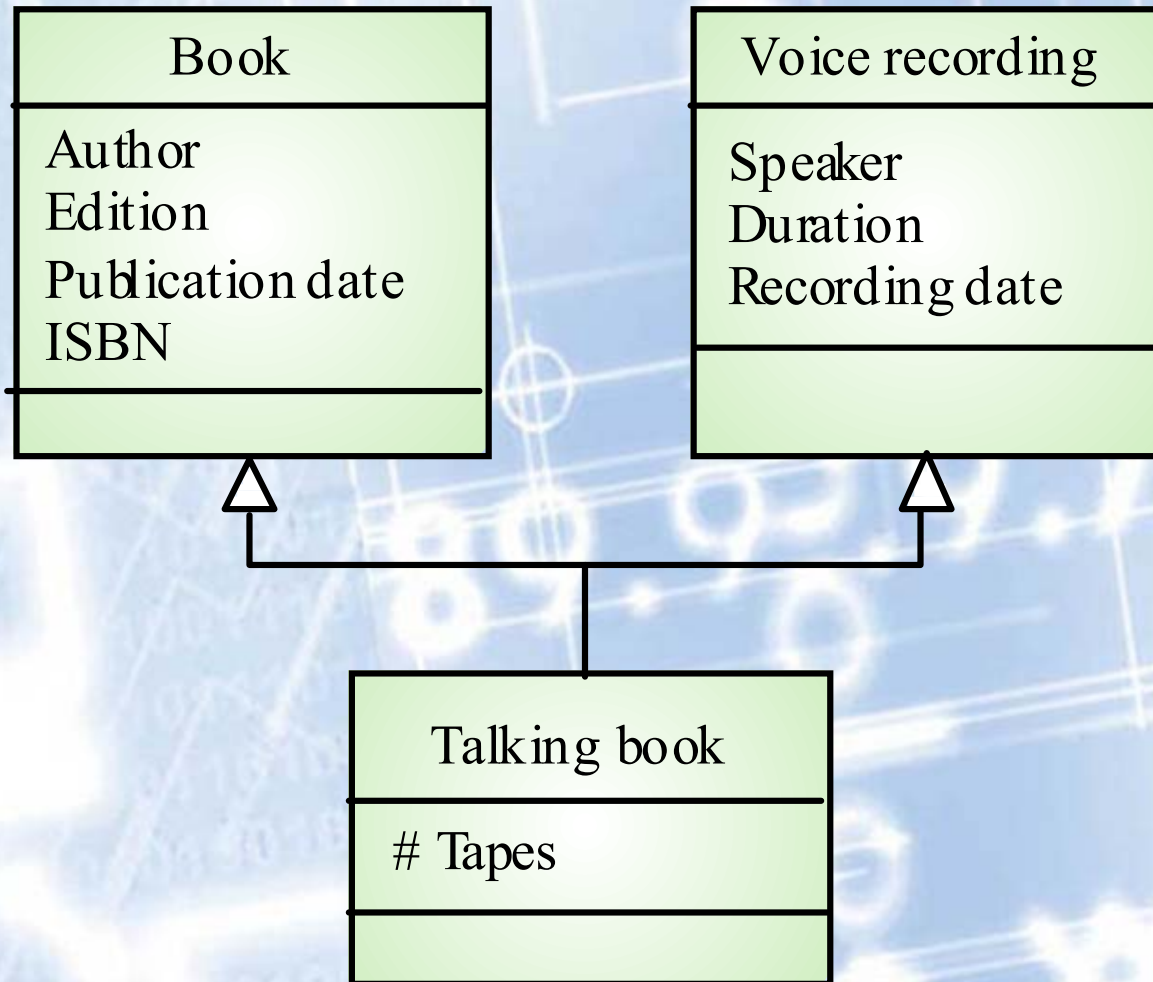 Book
Author
Edition
Publication date
ISBN
Voice recording
Speaker
Duration
Recording date
Talking book
# Tapes